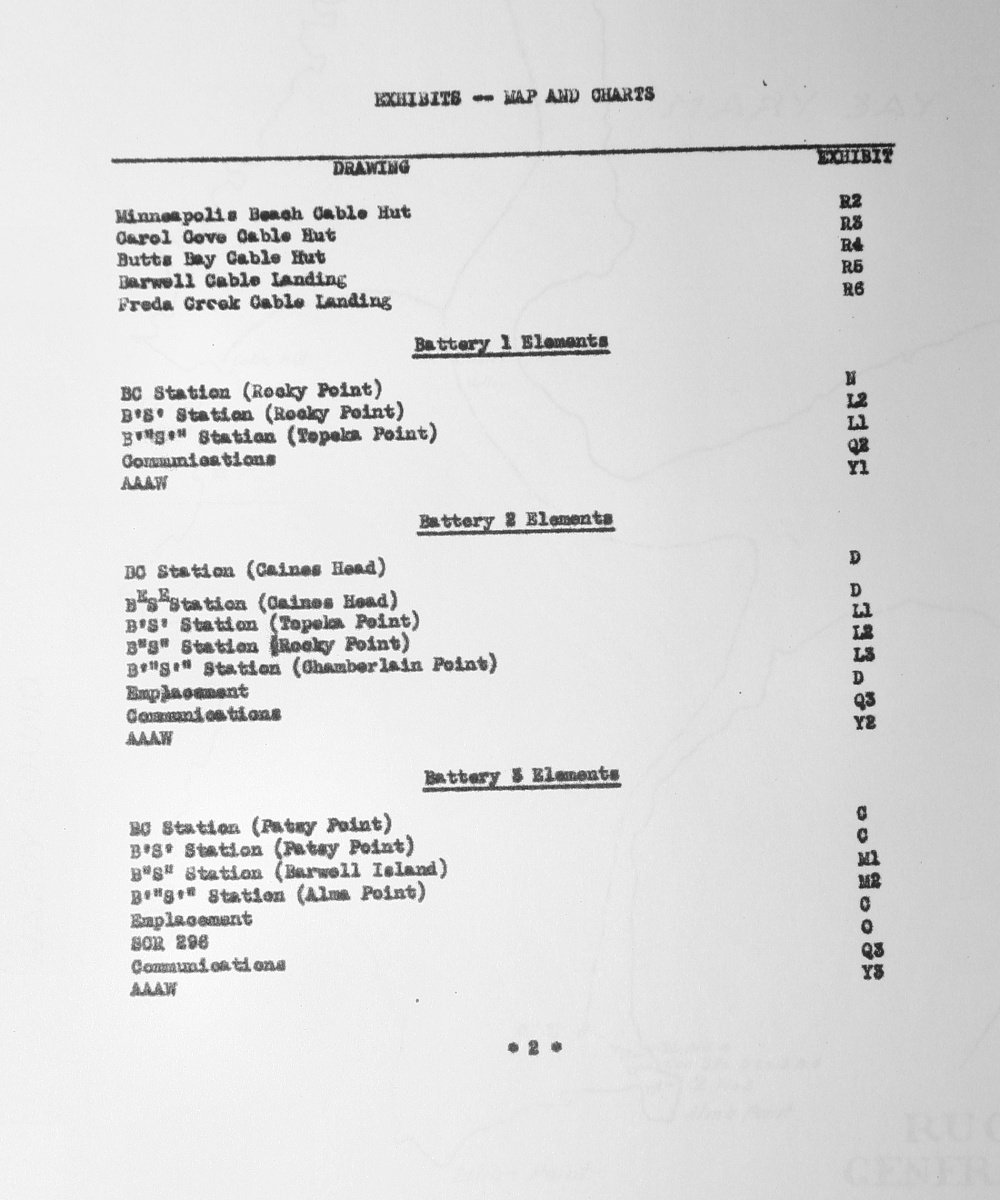 EXHIBITS -- MAP AND CHARTS
DRAWING EXHIBIT
Minneapolis Beach Cable Hut R2
Carol Cove Cable Hut R3
Butts Bay Cable Hut R4
Barwell Cable Landing R5
Freda Creek Cable Landing R6
Battery 1 Elements
BC Station (Rocky Point) N
B'S' Station (Rocky Point) L2
B'"S'" Station (Topeka Point) L1
Communications Q2
AAAW Y1
Battery 2 Elements
BC Station (Caines Head) D
BESEStation (Caines Head) D
B'S' Station (Topeka Point) L1
B"S" Station (Rocky Point) L2
B'"S'" Station (Chamberlain Point) L3
Emplacement D
Communications Q3
AAAW Y2
Battery 3 Elements
BC Station (Patsy Point) C
B'S' Station (Patsy Point) C
B"S" Station (Barwell Island) M1
B'"S'" Station (Alma Point) M2
Emplacement C
SCR 296 O
Communications Q3
AAAW Y3
* 2 *